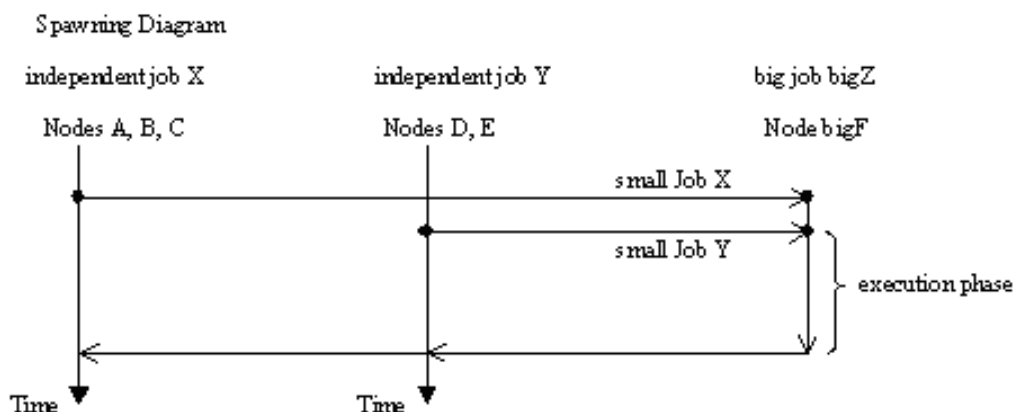 Spawning Diagram
independent job X
independent job Y
big job bigZ
Nodes A, B, C
Nodes D, E
Node bigF
small Job X
small Job Y
execution phase
Time
Time